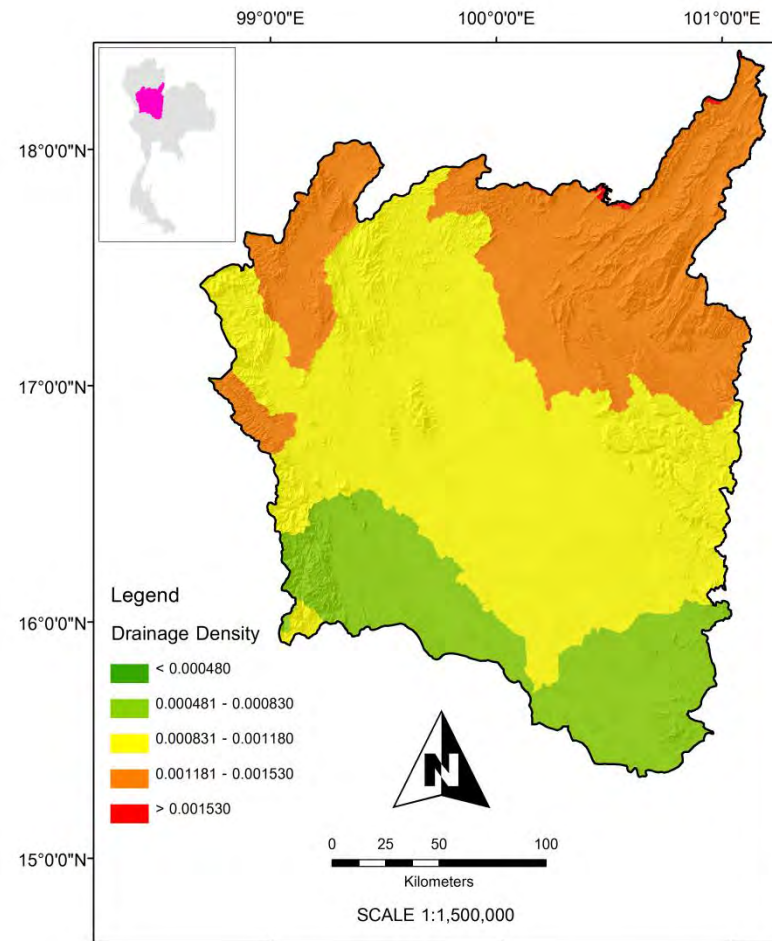 99°0'0"E 100°0'0"E 101°0'0"E
18°0'0"N
17°0'0"N
16°0'0"N
15°0'0"N
Legend
Drainage Density
< 0.000480
0.000481 - 0.000830
0.000831 - 0.001180
0.001181 - 0.001530
> 0.001530
N
0 25 50 100
Kilometers
SCALE 1:1,500,000